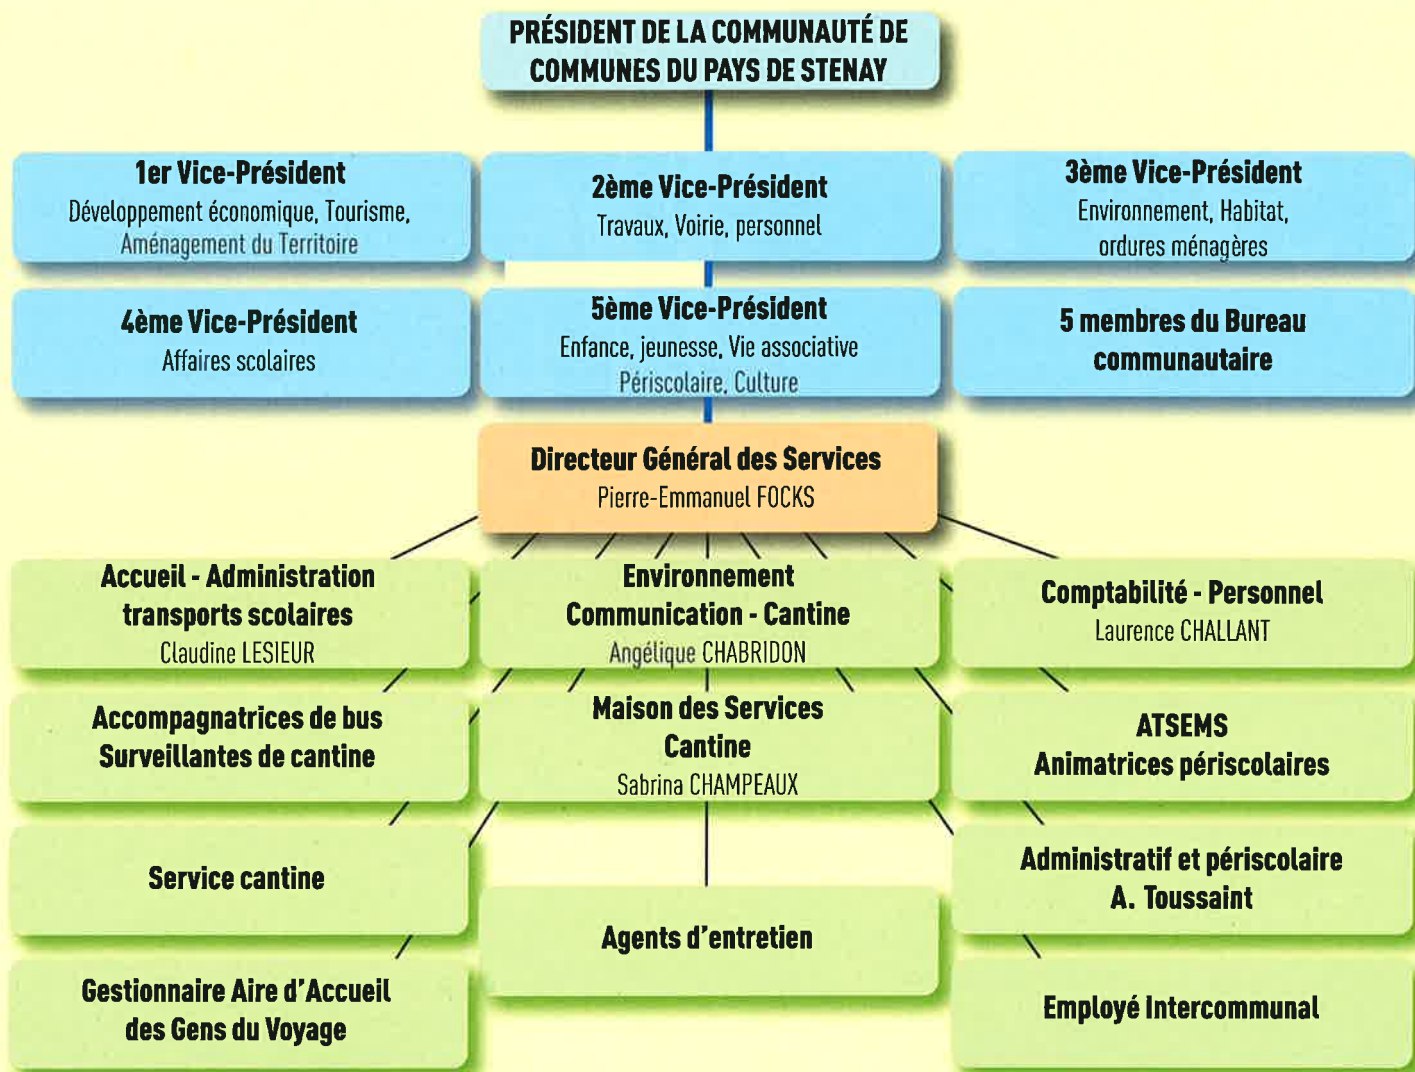 PRÉSIDENT DE LA COMMUNAUTÉ DE
COMMUNES DU PAYS DE STENAY
1er Vice-Président
Développement économique, Tourisme,
Aménagement du Territoire
2ème Vice-Président
Travaux, Voirie, personnel
3ème Vice-Président
Environnement, Habitat,
ordures ménagères
4ème Vice-Président
Affaires scolaires
5ème Vice-Président
Enfance, jeunesse, Vie associative
Périscolaire, Culture
5 membres du Bureau
communautaire
Directeur Général des Services
Pierre-Emmanuel FOCKS
Accueil - Administration
transports scolaires
Claudine LESIEUR
Environnement
Communication - Cantine
Angélique CHABRIDON
Comptabilité - Personnel
Laurence CHALLANT
Accompagnatrices de bus
Surveillantes de cantine
Maison des Services
Cantine
Sabrina CHAMPEAUX
ATSEMS
Animatrices périscolaires
Service cantine
Agents d'entretien
Administratif et périscolaire
A. Toussaint
Gestionnaire Aire d'Accueil
des Gens du Voyage
Employé Intercommunal